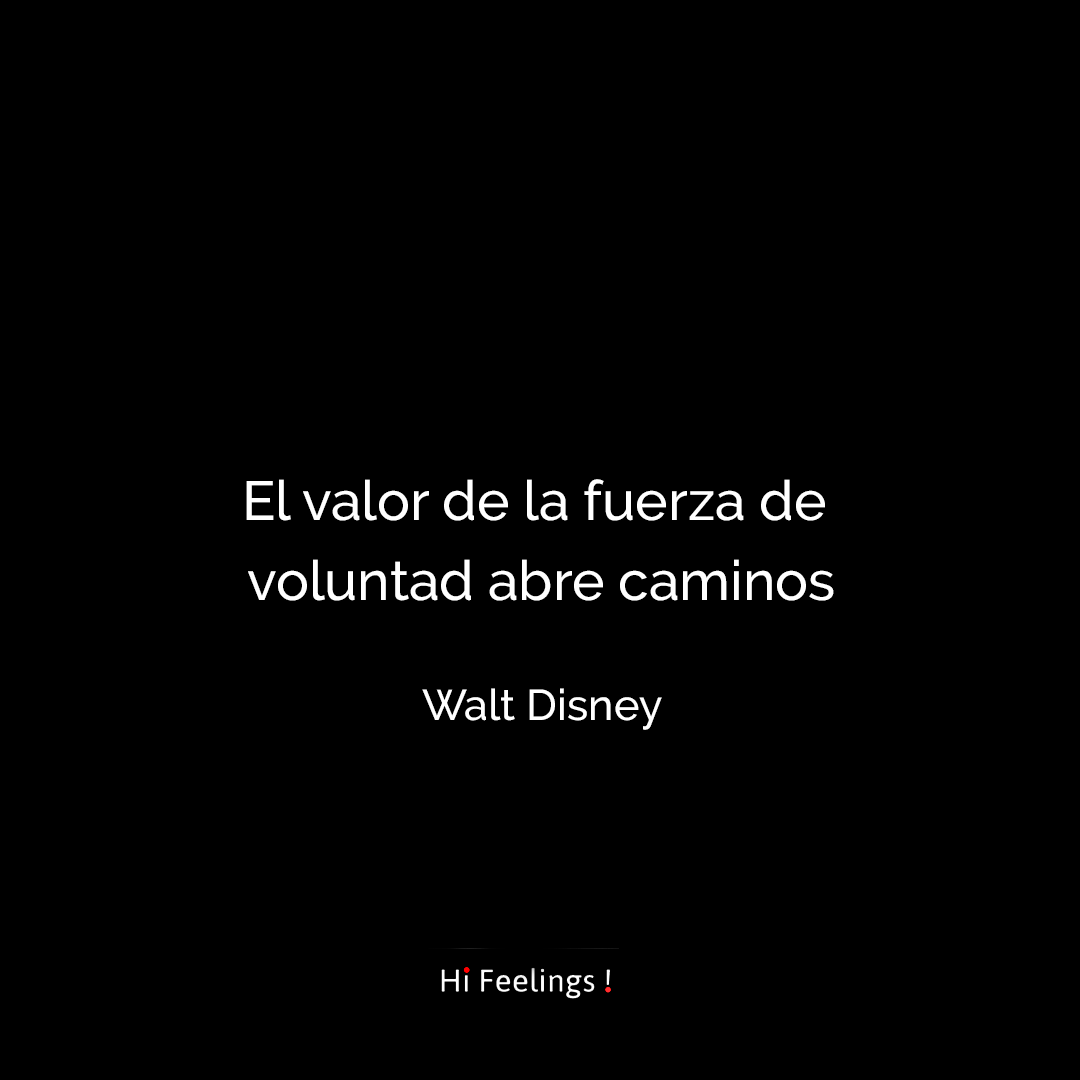 El valor de la fuerza de
voluntad abre caminos
Walt Disney
Hi Feelings !